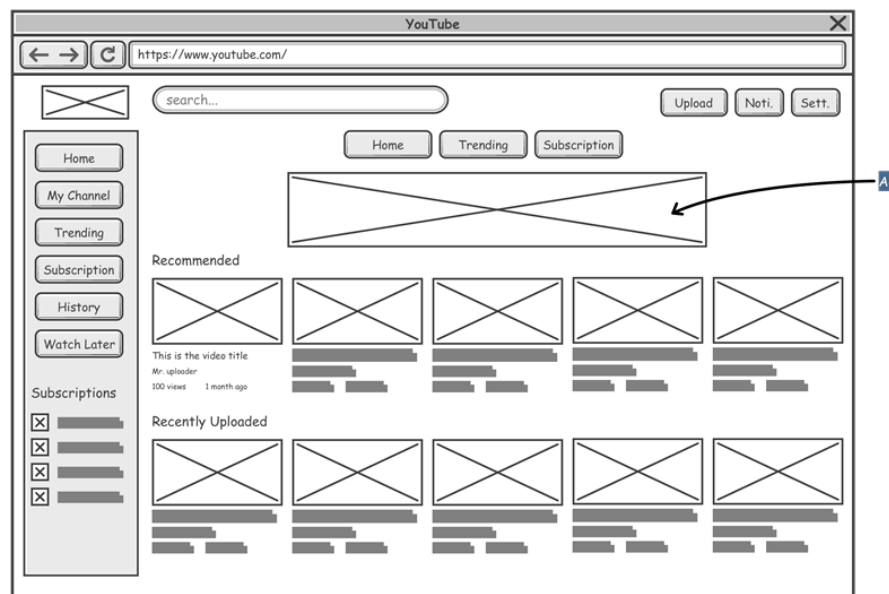 YouTube
https://www.youtube.com/
search...
Upload
Noti.
Sett.
Home
Trending
Subscription
Home
My Channel
Trending
Subscription
History
Watch Later
Subscriptions
Recommended
This is the video title
Mr. uploader
100 views 1 month ago
Recently Uploaded